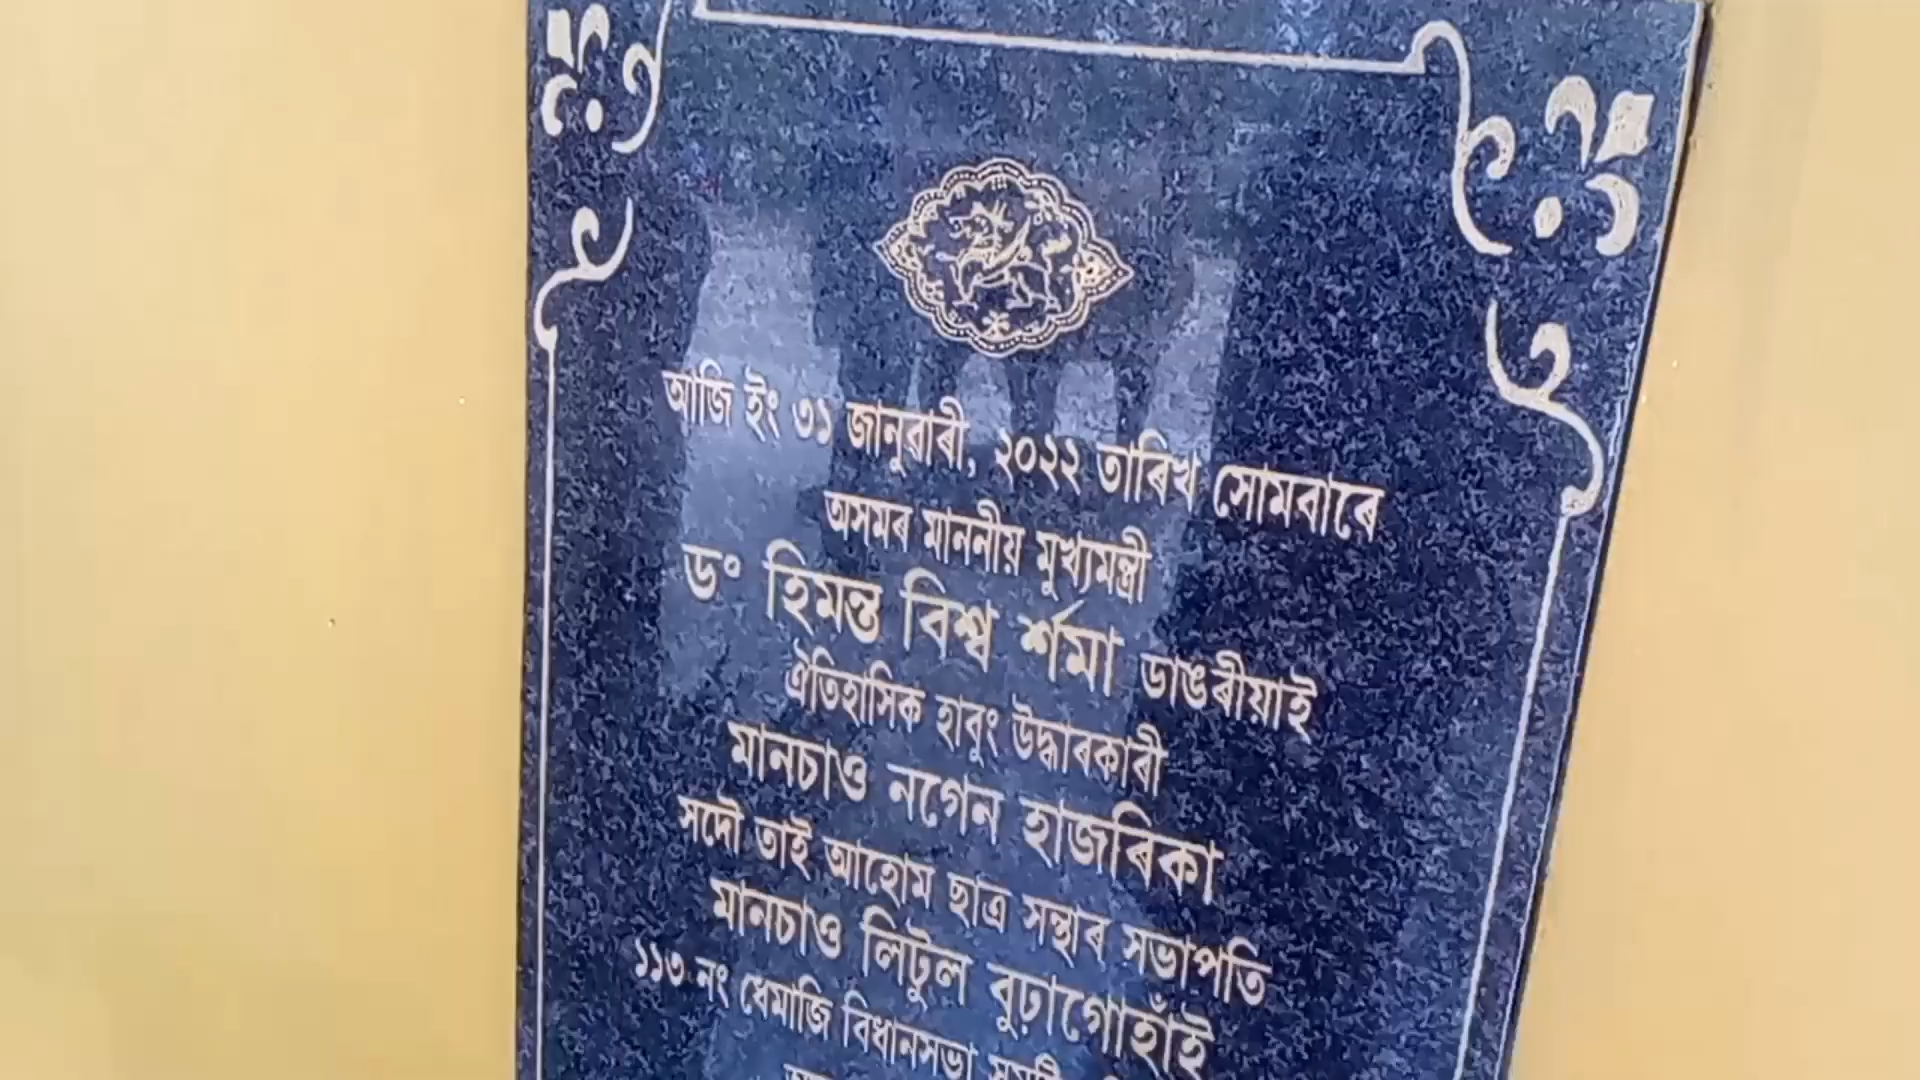 আজি ইং ৩১ জানুৱাৰী, ২০২২ তাৰিখ সোমবাৰে
অসমৰ মাননীয় মুখ্যমন্ত্ৰী
ড° হিমন্ত বিশ্ব ৰ্শমা ডাঙৰীয়াই
ঐতিহাসিক হাবুং উদ্ধাৰকাৰী
মানচাও নগেন হাজৰিকা
সদৌ তাই আহোম ছাত্ৰ সন্থাৰ সভাপতি
মানচাও লিটুল বুঢ়াগোহাঁই
১১৩ নং ধেমাজি বিধানসভা